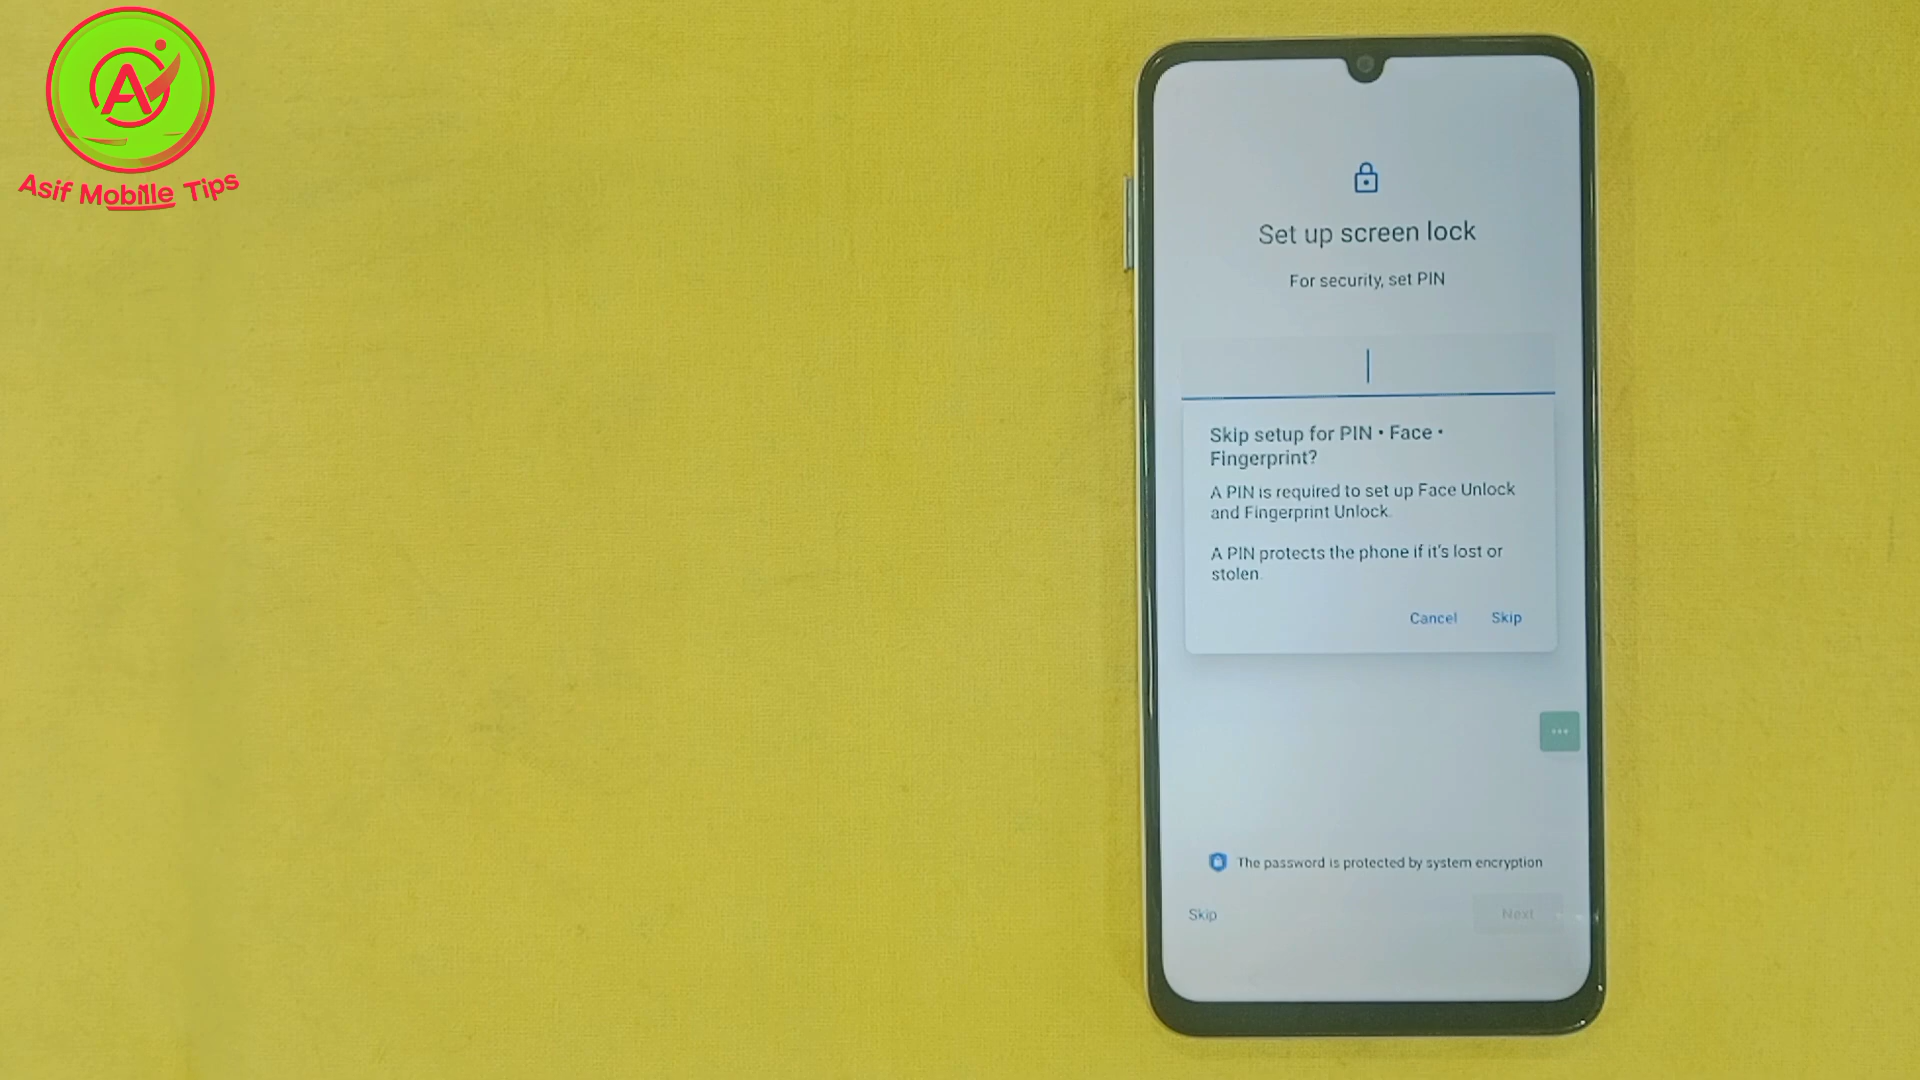 A
Asif Mobile Tips
Set up screen lock
For security, set PIN
Skip setup for PIN • Face •
Fingerprint?
A PIN is required to set up Face Unlock
and Fingerprint Unlock.
A PIN protects the phone if it's lost or
stolen.
Cancel Skip
The password is protected by system encryption
Skip Next